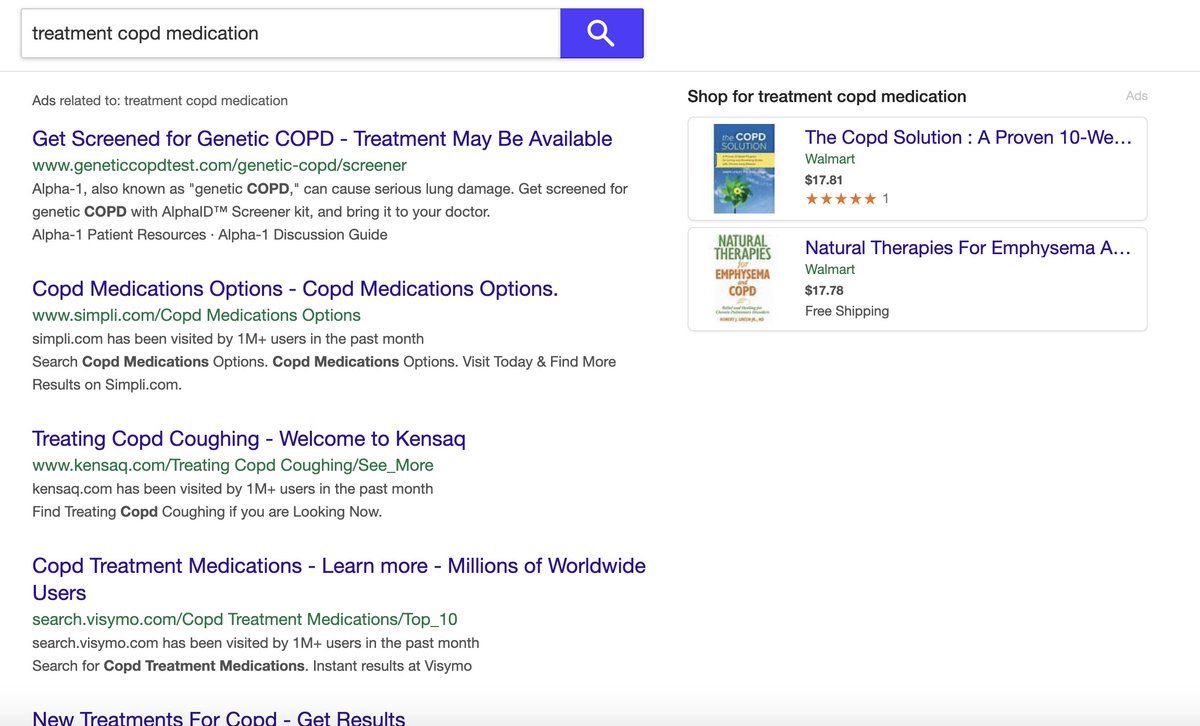 treatment copd medication
Ads related to: treatment copd medication
Get Screened for Genetic COPD - Treatment May Be Available
www.geneticcopdtest.com/genetic-copd/screener
Alpha-1, also known as "genetic COPD," can cause serious lung damage. Get screened for
genetic COPD with AlphaID™ Screener kit, and bring it to your doctor.
Alpha-1 Patient Resources · Alpha-1 Discussion Guide
Copd Medications Options - Copd Medications Options.
www.simpli.com/Copd Medications Options
simpli.com has been visited by 1M+ users in the past month
Search Copd Medications Options. Copd Medications Options. Visit Today & Find More
Results on Simpli.com.
Treating Copd Coughing - Welcome to Kensaq
www.kensaq.com/Treating Copd Coughing/See_More
kensaq.com has been visited by 1M+ users in the past month
Find Treating Copd Coughing if you are Looking Now.
Copd Treatment Medications - Learn more - Millions of Worldwide
Users
search.visymo.com/Copd Treatment Medications/Top_10
search.visymo.com has been visited by 1M+ users in the past month
Search for Copd Treatment Medications. Instant results at Visymo
New Treatments For Copd - Get Results
Shop for treatment copd medication
Ads
the COPD
SOLUTION
The Copd Solution : A Proven 10-We...
Walmart
$17.81
1
NATURAL
THERAPIES
for
EMPHYSEMA
and
COPD
Natural Therapies For Emphysema A...
Walmart
$17.78
Free Shipping